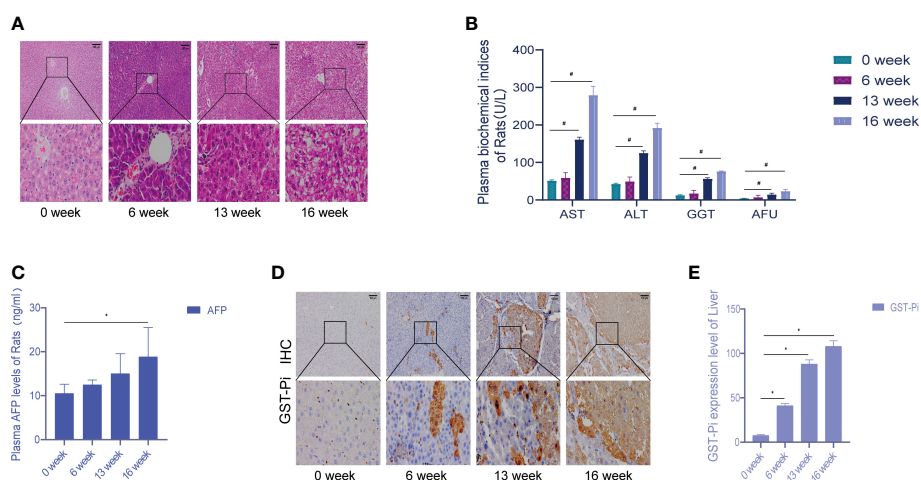 A
0 week 6 week 13 week 16 week
B
Plasma biochemical indices
of Rats(U/L)
400
300
200
100
0
# # # # # # # #
AST ALT GGT AFU
0 week
6 week
13 week
16 week
C
Plasma AFP levels of Rats (ng/ml)
30
20
10
0
*
0 week 6 week 13 week 16 week
AFP
D
GST-Pi IHC
0 week 6 week 13 week 16 week
E
GST-Pi expression level of Liver
150
100
50
0
* * *
0 week 6 week 13 week 16 week
GST-Pi